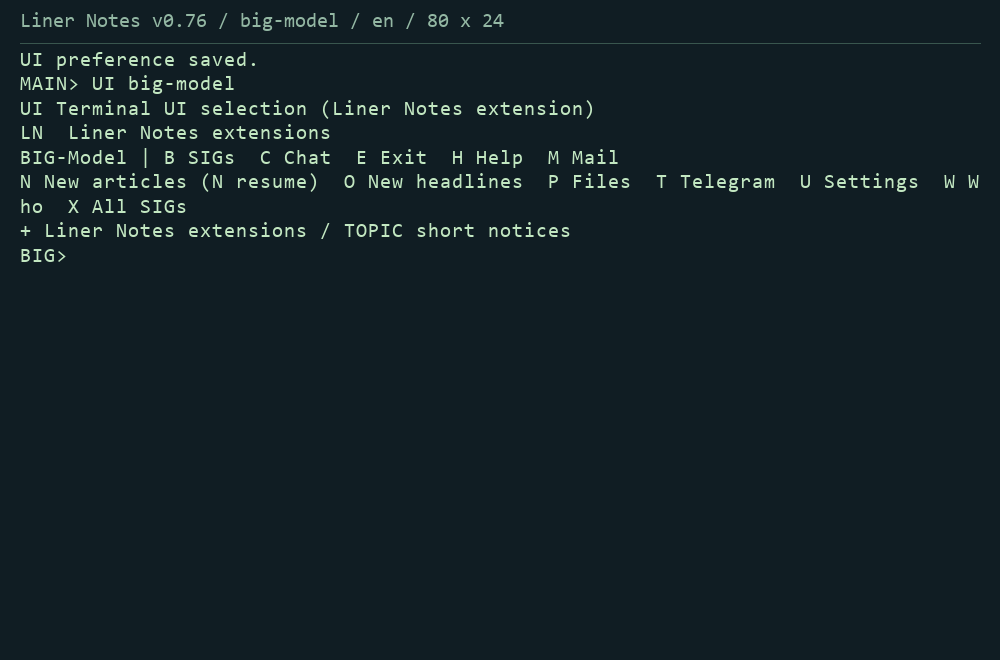 Liner Notes v0.76 / big-model / en / 80 x 24
UI preference saved.
MAIN> UI big-model
UI Terminal UI selection (Liner Notes extension)
LN  Liner Notes extensions
BIG-Model | B SIGs  C Chat  E Exit  H Help  M Mail
N New articles (N resume)  O New headlines  P Files  T Telegram  U Settings  W W
ho  X All SIGs
+ Liner Notes extensions / TOPIC short notices
BIG>